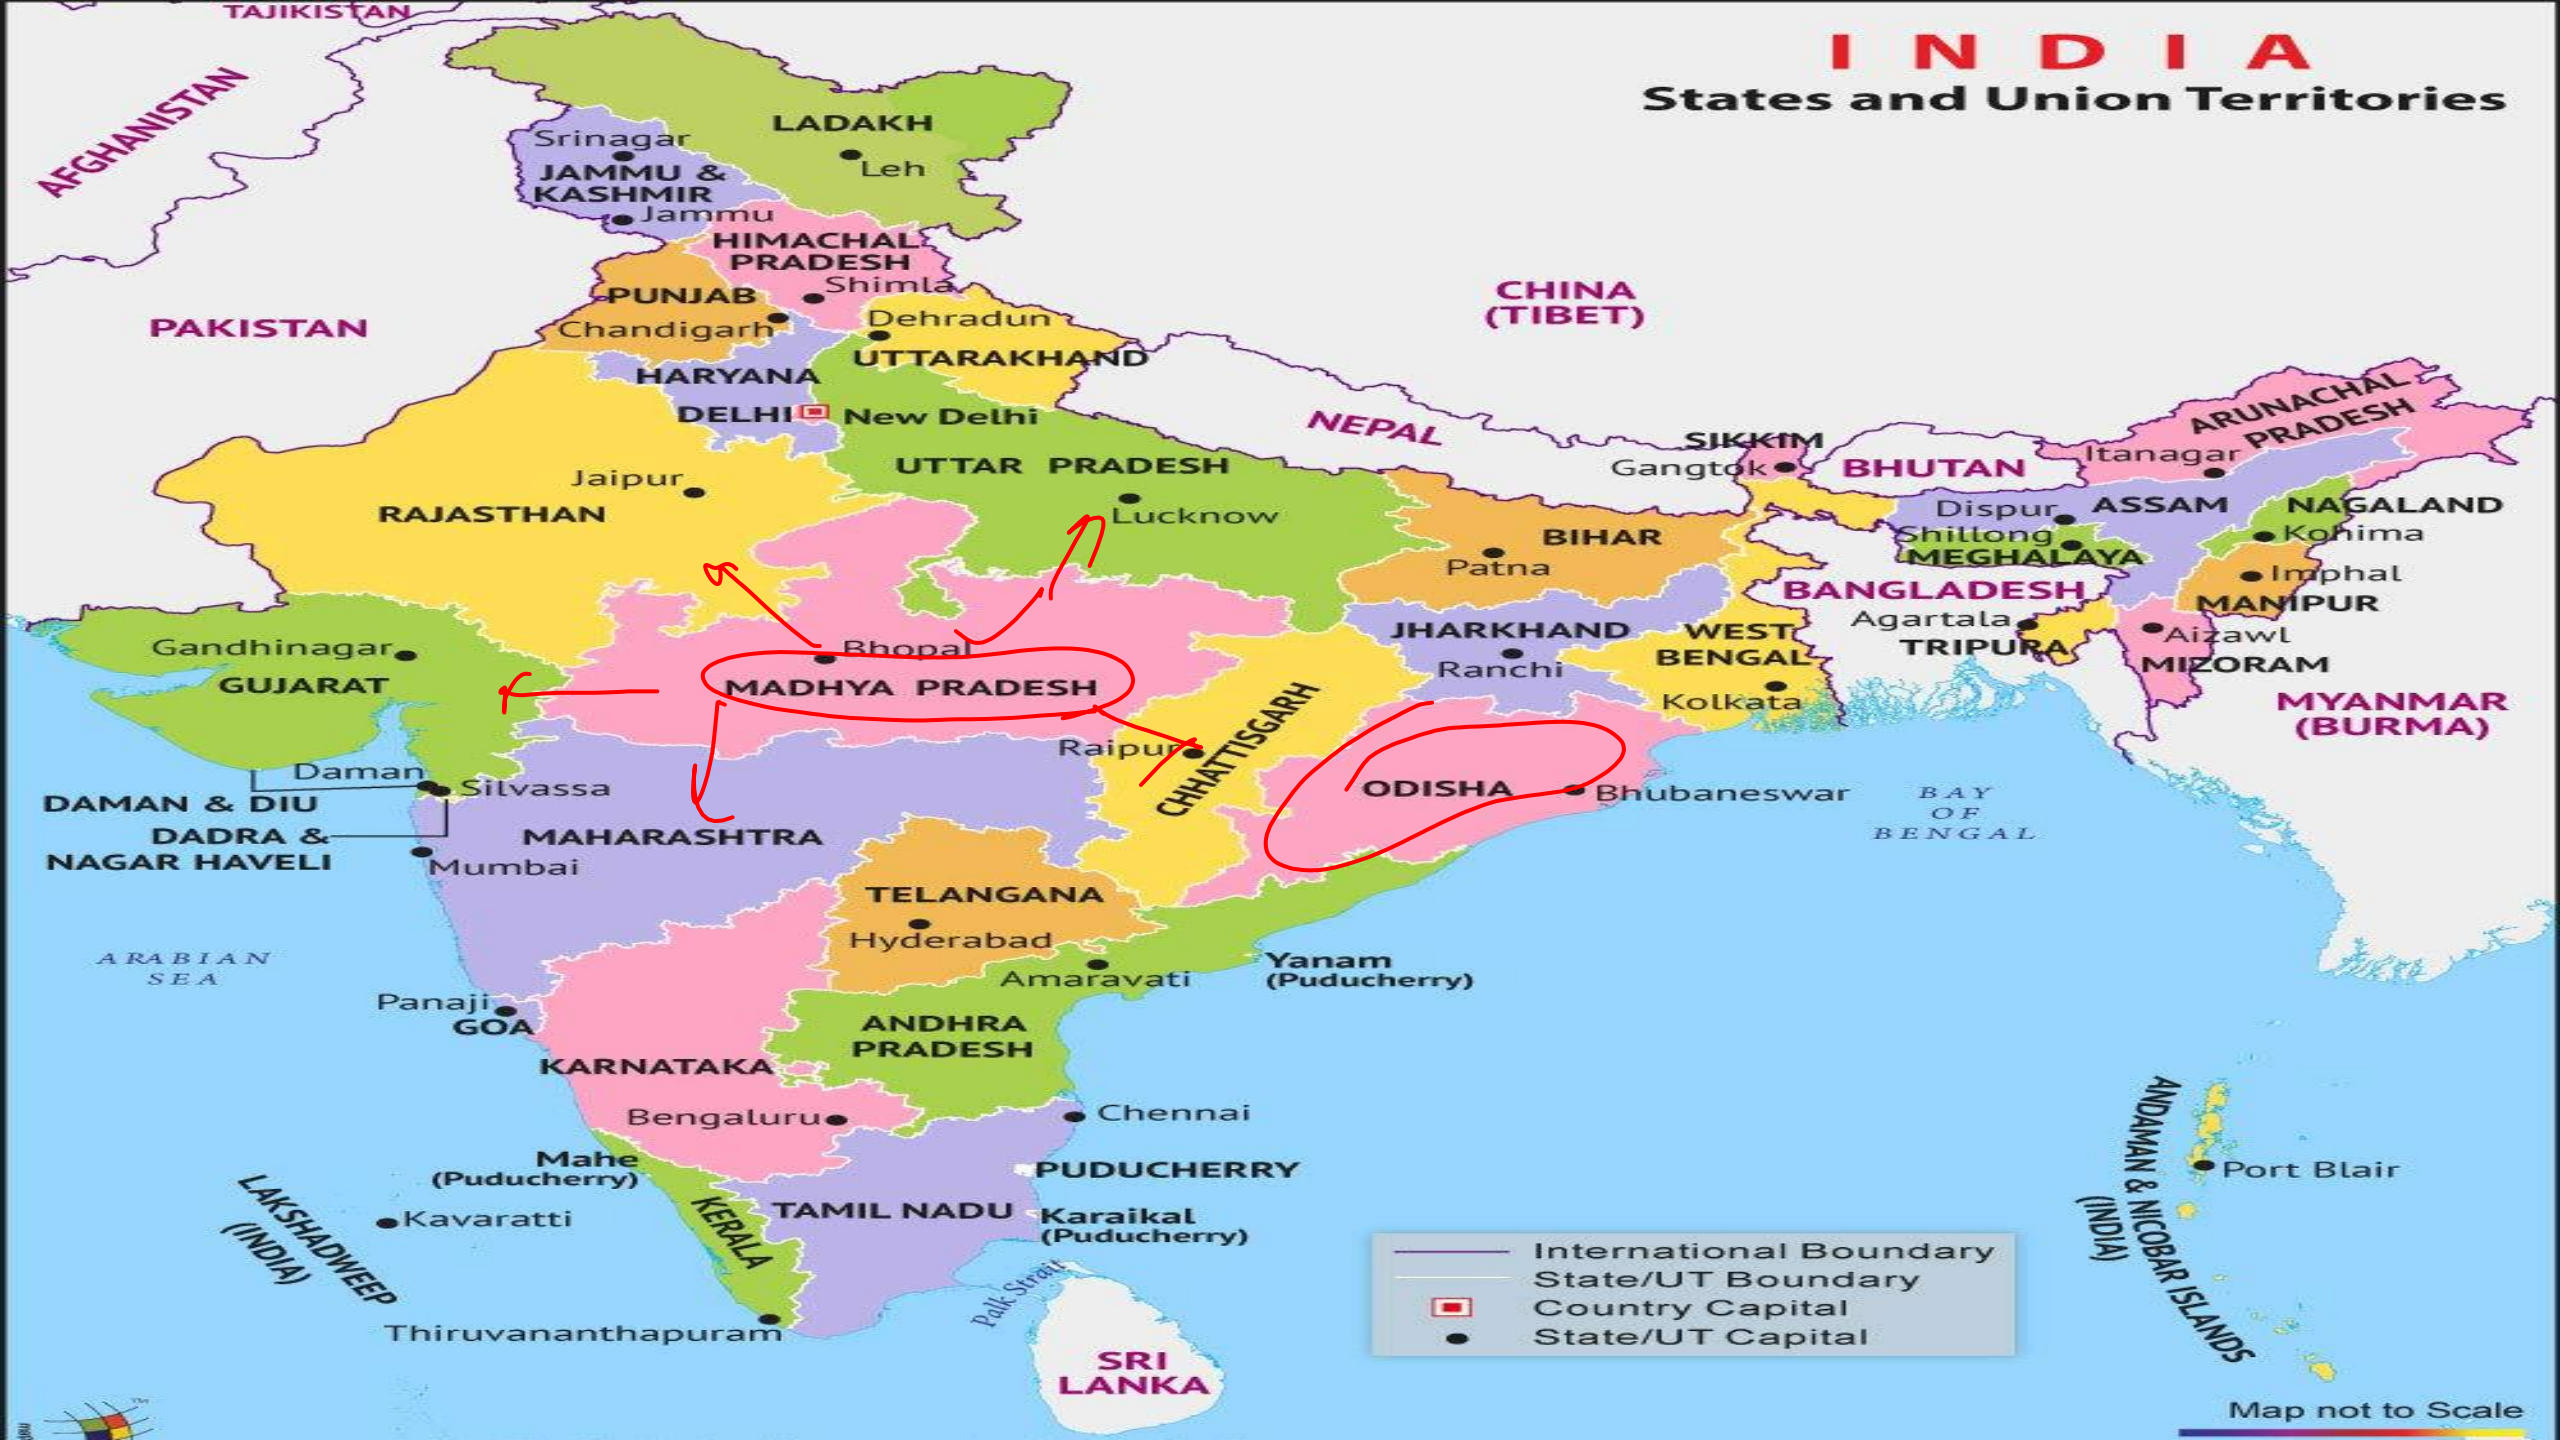 TAJIKISTAN
I N D I A
States and Union Territories
AFGHANISTAN
LADAKH
Leh
Srinagar
JAMMU &
KASHMIR
Jammu
HIMACHAL
PRADESH
Shimla
PUNJAB
Chandigarh
PAKISTAN
CHINA
(TIBET)
Dehradun
UTTARAKHAND
HARYANA
DELHI
New Delhi
NEPAL
SIKKIM
Gangtok
BHUTAN
ARUNACHAL
PRADESH
Itanagar
UTTAR PRADESH
Lucknow
Jaipur
RAJASTHAN
BIHAR
Patna
Dispur
ASSAM
NAGALAND
Kohima
Shillong
MEGHALAYA
Imphal
MANIPUR
BANGLADESH
Agartala
TRIPURA
Aizawl
MIZORAM
MYANMAR
(BURMA)
JHARKHAND
Ranchi
WEST
BENGAL
Kolkata
Gandhinagar
GUJARAT
Bhopal
MADHYA PRADESH
Raipur
CHHATTISGARH
ODISHA
Bhubaneswar
BAY
OF
BENGAL
Daman
Silvassa
DAMAN & DIU
DADRA &
NAGAR HAVELI
MAHARASHTRA
Mumbai
TELANGANA
Hyderabad
ARABIAN
SEA
Amaravati
Yanam
(Puducherry)
Panaji
GOA
ANDHRA
PRADESH
KARNATAKA
Bengaluru
Chennai
Mahe
(Puducherry)
PUDUCHERRY
LAKSHADWEEP
(INDIA)
Kavaratti
KERALA
TAMIL NADU
Karaikal
(Puducherry)
Thiruvananthapuram
Palk Strait
SRI
LANKA
ANDAMAN & NICOBAR ISLANDS
(INDIA)
Port Blair
International Boundary
State/UT Boundary
Country Capital
State/UT Capital
Map not to Scale